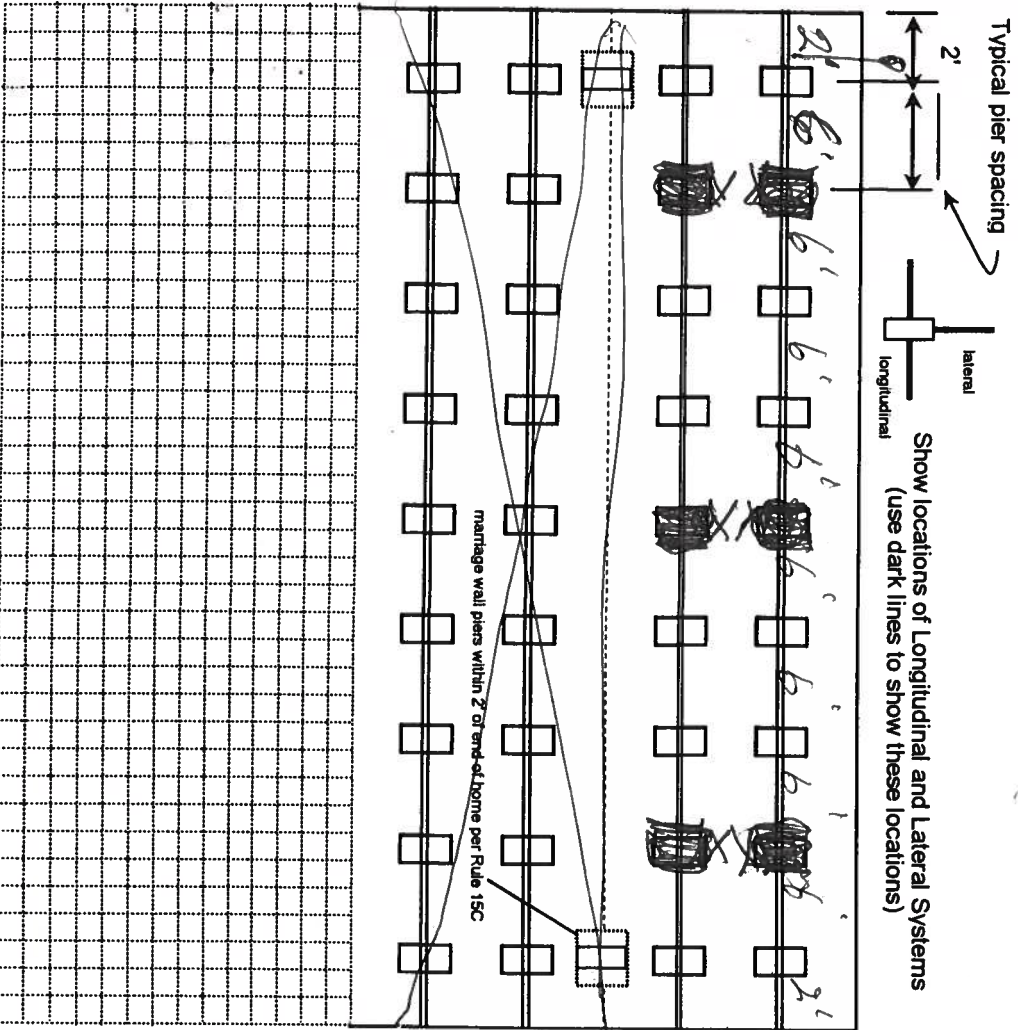 Typical pier spacing
2'
lateral
longitudinal
Show locations of Longitudinal and Lateral Systems
(use dark lines to show these locations)
2'
6'
6'
6'
6'
6'
6'
6'
6'
2'
marriage wall piers within 2' of end of home per Rule 15C